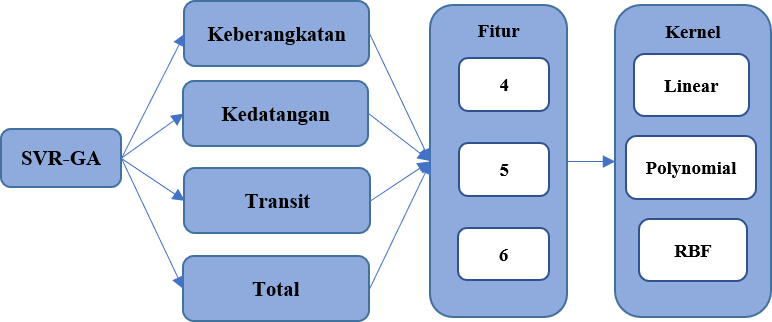 SVR-GA
Keberangkatan
Kedatangan
Transit
Total
Fitur
4
5
6
Kernel
Linear
Polynomial
RBF